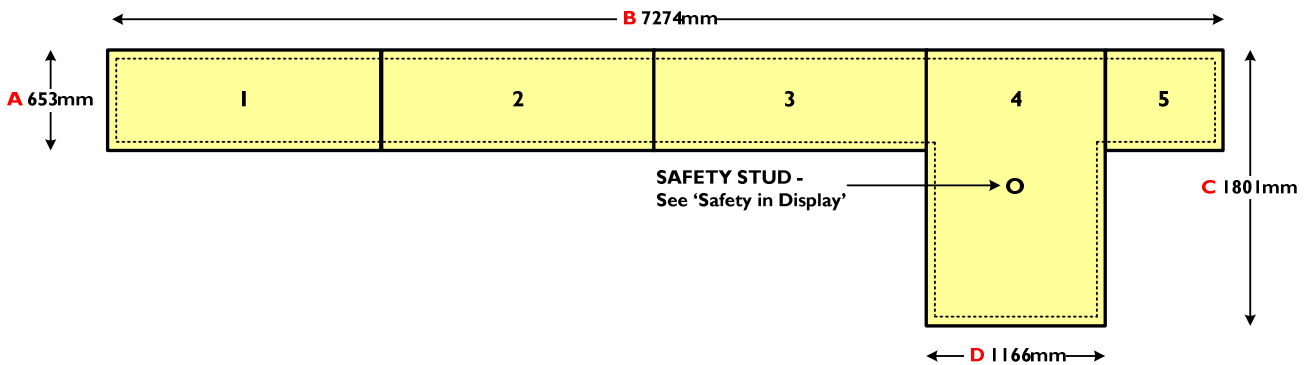 B 7274mm
A 653mm
1
2
3
4
5
SAFETY STUD -
See ‘Safety in Display’
C 1801mm
D 1166mm